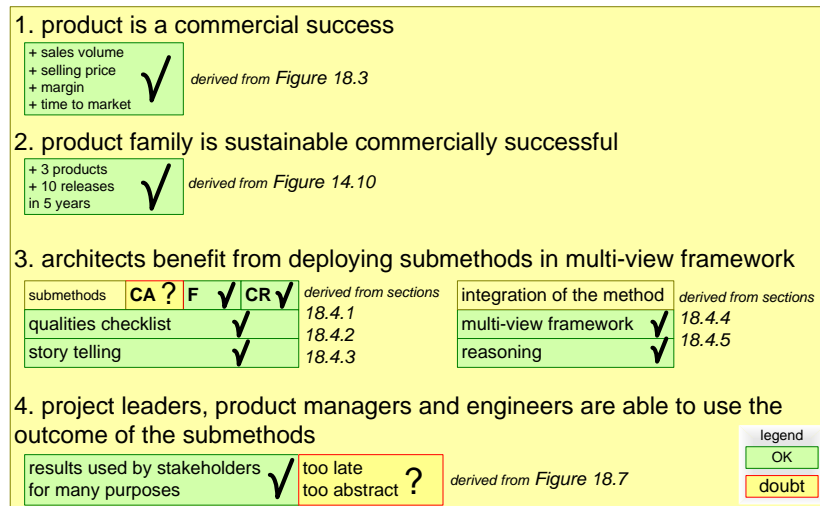 1. product is a commercial success
+ sales volume
+ selling price
+ margin
+ time to market
derived from Figure 18.3
2. product family is sustainable commercially successful
+ 3 products
+ 10 releases
in 5 years
derived from Figure 14.10
3. architects benefit from deploying submethods in multi-view framework
submethods CA ? F √ CR √ derived from sections
qualities checklist √ 18.4.1
18.4.2
story telling √ 18.4.3
integration of the method derived from sections
multi-view framework √ 18.4.4
reasoning √ 18.4.5
4. project leaders, product managers and engineers are able to use the
outcome of the submethods
results used by stakeholders
for many purposes √
too late
too abstract ?
derived from Figure 18.7
legend
OK
doubt